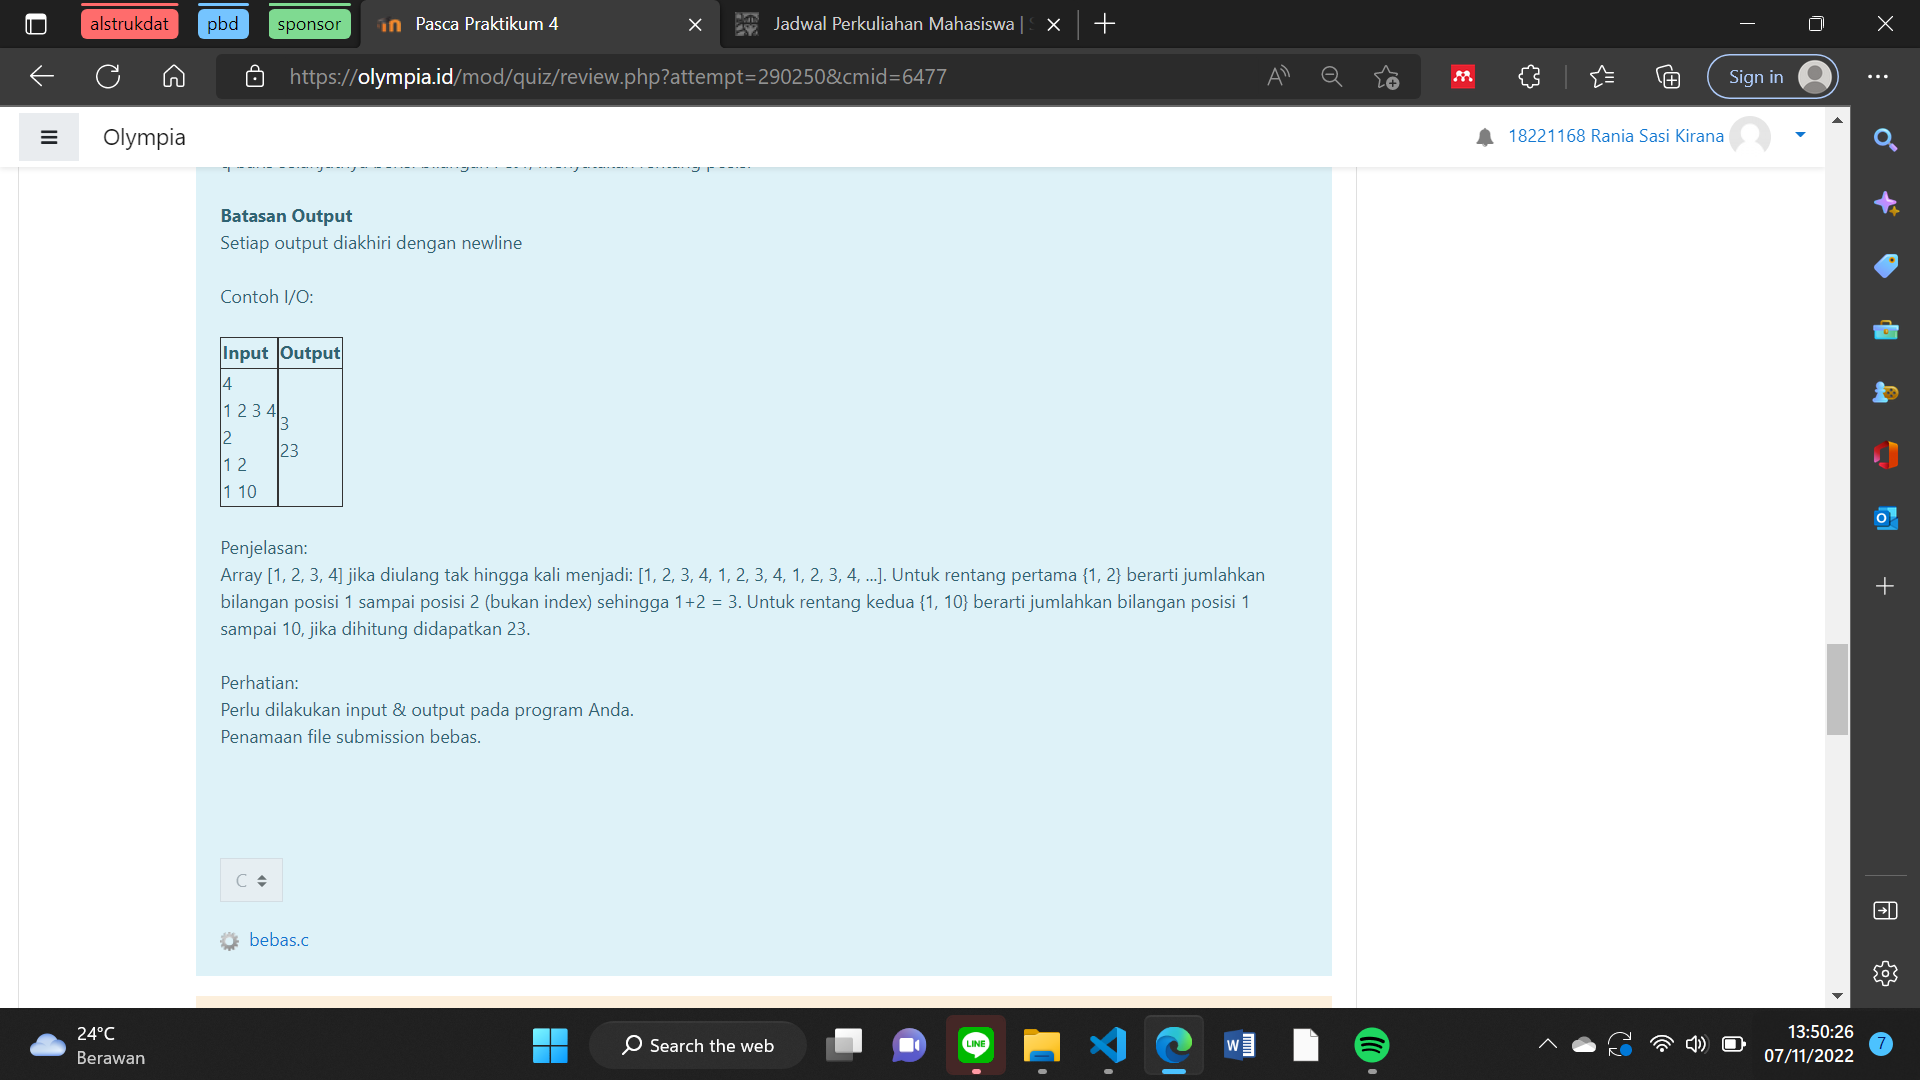 alstrukdat pbd sponsor Pasca Praktikum 4 Jadwal Perkuliahan Mahasiswa |
https://olympia.id/mod/quiz/review.php?attempt=290250&cmid=6477 Sign in
Olympia 18221168 Rania Sasi Kirana
Batasan Output
Setiap output diakhiri dengan newline
Contoh I/O:
Input Output
4
1 2 3 4
2
1 2
1 10
3
23
Penjelasan:
Array [1, 2, 3, 4] jika diulang tak hingga kali menjadi: [1, 2, 3, 4, 1, 2, 3, 4, 1, 2, 3, 4, ...]. Untuk rentang pertama {1, 2} berarti jumlahkan
bilangan posisi 1 sampai posisi 2 (bukan index) sehingga 1+2 = 3. Untuk rentang kedua {1, 10} berarti jumlahkan bilangan posisi 1
sampai 10, jika dihitung didapatkan 23.
Perhatian:
Perlu dilakukan input & output pada program Anda.
Penamaan file submission bebas.
C
bebas.c
24°C
Berawan
Search the web
LINE
13:50:26
07/11/2022
7